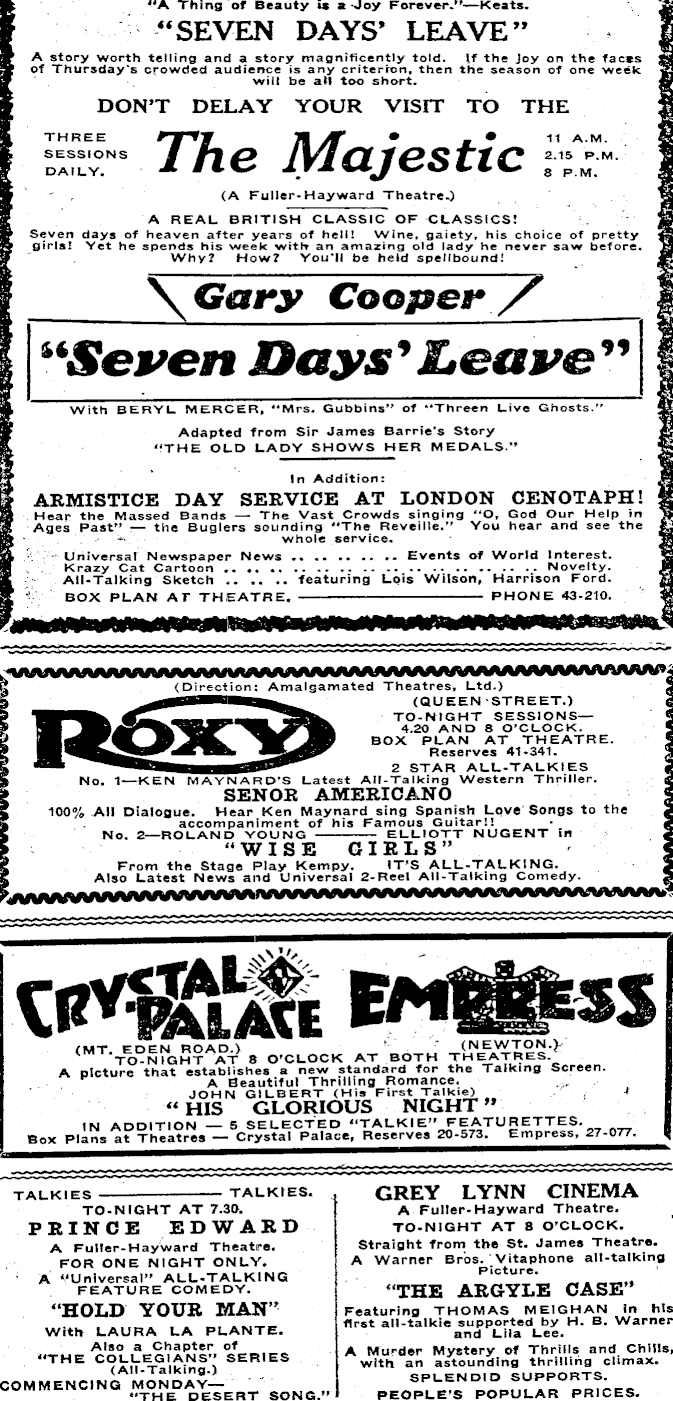 "A Thing of Beauty is a Joy Forever."—Keats.
"SEVEN DAYS' LEAVE"
A story worth telling and a story magnificently told. If the joy on the faces
of Thursday's crowded audience is any criterion, then the season of one week
will be all too short.
DON'T DELAY YOUR VISIT TO THE
THREE
SESSIONS
DAILY.
The Majestic
11 A.M.
2.15 P.M.
8 P.M.
(A Fuller-Hayward Theatre.)
A REAL BRITISH CLASSIC OF CLASSICS!
Seven days of heaven after years of hell! Wine, gaiety, his choice of pretty
girls! Yet he spends his week with an amazing old lady he never saw before.
Why? How? You'll be held spellbound!
Gary Cooper
"Seven Days' Leave"
With BERYL MERCER, "Mrs. Gubbins" of "Threen Live Ghosts."
Adapted from Sir James Barrie's Story
"THE OLD LADY SHOWS HER MEDALS."
In Addition:
ARMISTICE DAY SERVICE AT LONDON CENOTAPH!
Hear the Massed Bands — The Vast Crowds singing "O, God Our Help in
Ages Past" — the Buglers sounding "The Reveille." You hear and see the
whole service.
Universal Newspaper News .. .. .. .. .. .. Events of World Interest.
Krazy Cat Cartoon .. .. .. .. .. .. .. .. .. .. .. .. .. .. .. Novelty.
All-Talking Sketch .. .. .. .. featuring Lois Wilson, Harrison Ford.
BOX PLAN AT THEATRE. ——— PHONE 43-210.
(Direction: Amalgamated Theatres, Ltd.)
ROXY
(QUEEN STREET.)
TO-NIGHT SESSIONS—
4.20 AND 8 O'CLOCK.
BOX PLAN AT THEATRE.
Reserves 41-341.
2 STAR ALL-TALKIES
No. 1—KEN MAYNARD'S Latest All-Talking Western Thriller.
SENOR AMERICANO
100% All Dialogue. Hear Ken Maynard sing Spanish Love Songs to the
accompaniment of his Famous Guitar!!
No. 2—ROLAND YOUNG ——— ELLIOTT NUGENT in
"WISE GIRLS"
From the Stage Play Kempy. IT'S ALL-TALKING.
Also Latest News and Universal 2-Reel All-Talking Comedy.
CRYSTAL PALACE
EMPRESS
(MT. EDEN ROAD.)
(NEWTON.)
TO-NIGHT AT 8 O'CLOCK AT BOTH THEATRES.
A picture that establishes a new standard for the Talking Screen.
A Beautiful Thrilling Romance.
JOHN GILBERT (His First Talkie)
"HIS GLORIOUS NIGHT"
IN ADDITION — 5 SELECTED "TALKIE" FEATURETTES.
Box Plans at Theatres — Crystal Palace, Reserves 20-573. Empress, 27-077.
TALKIES ——— TALKIES.
TO-NIGHT AT 7.30.
PRINCE EDWARD
A Fuller-Hayward Theatre.
FOR ONE NIGHT ONLY.
A "Universal" ALL-TALKING
FEATURE COMEDY.
"HOLD YOUR MAN"
With LAURA LA PLANTE.
Also a Chapter of
"THE COLLEGIANS" SERIES
(All-Talking.)
COMMENCING MONDAY—
"THE DESERT SONG."
GREY LYNN CINEMA
A Fuller-Hayward Theatre.
TO-NIGHT AT 8 O'CLOCK.
Straight from the St. James Theatre.
A Warner Bros. Vitaphone all-talking
Picture.
"THE ARGYLE CASE"
Featuring THOMAS MEIGHAN in his
first all-talkie supported by H. B. Warner
and Lila Lee.
A Murder Mystery of Thrills and Chills,
with an astounding thrilling climax.
SPLENDID SUPPORTS.
PEOPLE'S POPULAR PRICES.